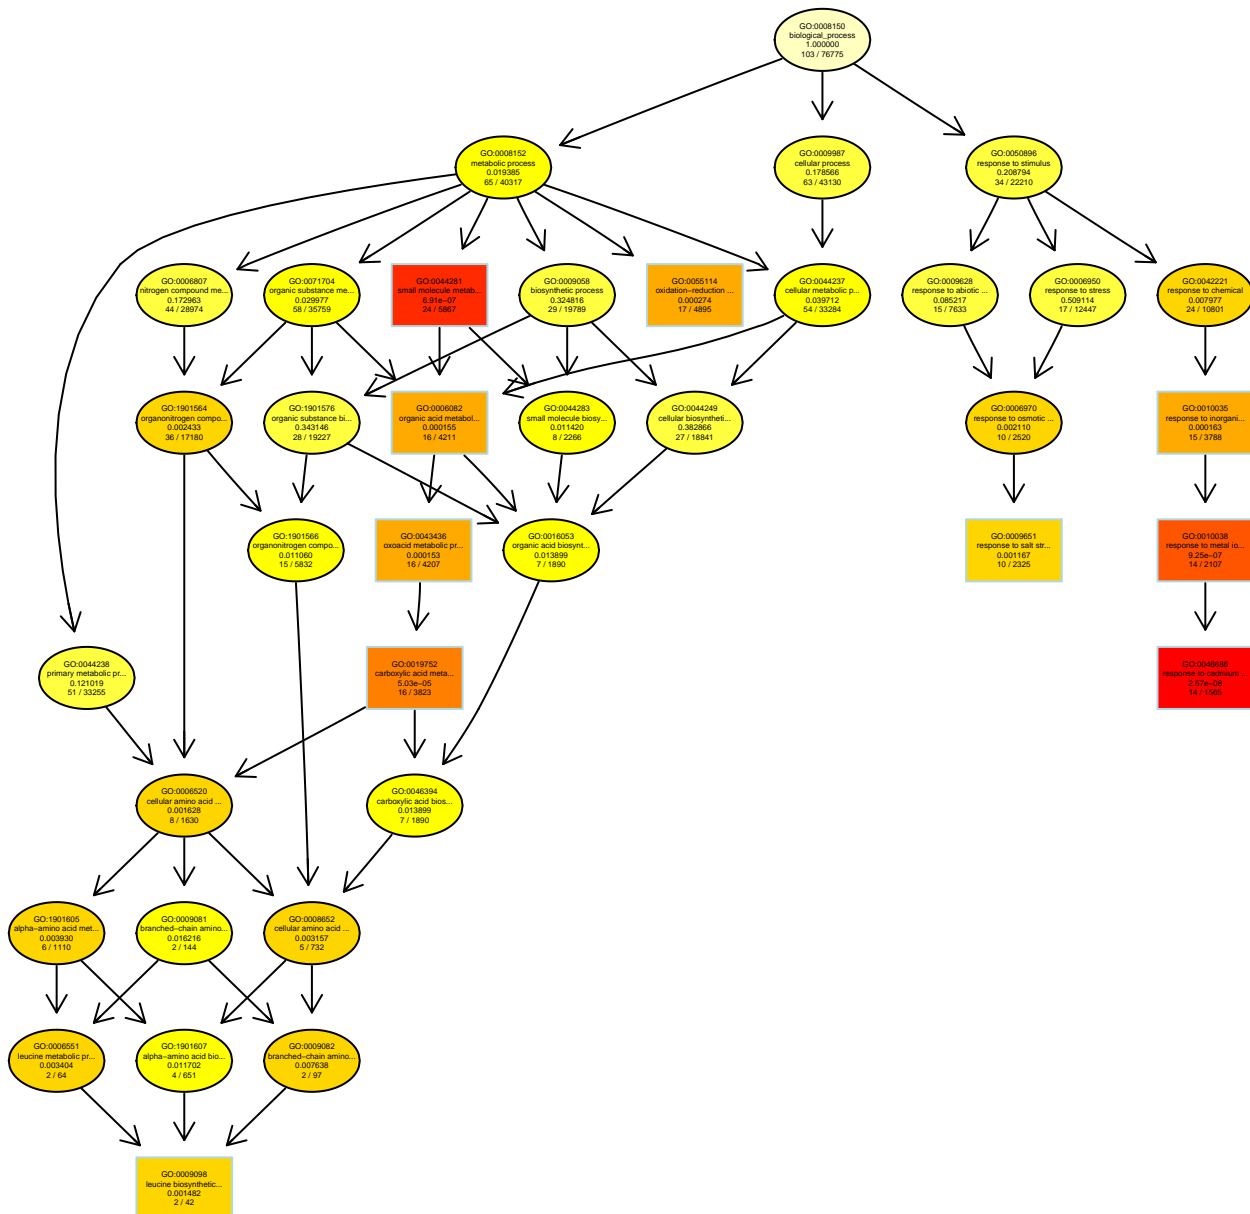 GO:0008150
biological_process
1.000000
103 / 76775
GO:0008152
metabolic process
0.019385
65 / 40317
GO:0009987
cellular process
0.178566
63 / 43130
GO:0050896
response to stimulus
0.208794
34 / 22210
GO:0006807
nitrogen compound me...
0.172963
44 / 28974
GO:0071704
organic substance me...
0.029977
58 / 35759
GO:0044281
small molecule metab...
6.91e−07
24 / 5867
GO:0009058
biosynthetic process
0.324816
29 / 19789
GO:0055114
oxidation−reduction ...
0.000274
17 / 4895
GO:0044237
cellular metabolic p...
0.039712
54 / 33284
GO:0009628
response to abiotic ...
0.085217
15 / 7633
GO:0006950
response to stress
0.509114
17 / 12447
GO:0042221
response to chemical
0.007977
24 / 10801
GO:1901564
organonitrogen compo...
0.002433
36 / 17180
GO:1901576
organic substance bi...
0.343146
28 / 19227
GO:0006082
organic acid metabol...
0.000155
16 / 4211
GO:0044283
small molecule biosy...
0.011420
8 / 2266
GO:0044249
cellular biosyntheti...
0.382866
27 / 18841
GO:0006970
response to osmotic ...
0.002110
10 / 2520
GO:0010035
response to inorgani...
0.000163
15 / 3788
GO:1901566
organonitrogen compo...
0.011060
15 / 5832
GO:0043436
oxoacid metabolic pr...
0.000153
16 / 4207
GO:0016053
organic acid biosynt...
0.013899
7 / 1890
GO:0009651
response to salt str...
0.001167
10 / 2325
GO:0010038
response to metal io...
9.25e−07
14 / 2107
GO:0044238
primary metabolic pr...
0.121019
51 / 33255
GO:0019752
carboxylic acid meta...
5.03e−05
16 / 3823
GO:0046686
response to cadmium ...
2.57e−08
14 / 1565
GO:0006520
cellular amino acid ...
0.001628
8 / 1630
GO:0046394
carboxylic acid bios...
0.013899
7 / 1890
GO:1901605
alpha−amino acid met...
0.003930
6 / 1110
GO:0009081
branched−chain amino...
0.016216
2 / 144
GO:0008652
cellular amino acid ...
0.003157
5 / 732
GO:0006551
leucine metabolic pr...
0.003404
2 / 64
GO:1901607
alpha−amino acid bio...
0.011702
4 / 651
GO:0009082
branched−chain amino...
0.007638
2 / 97
GO:0009098
leucine biosynthetic...
0.001482
2 / 42